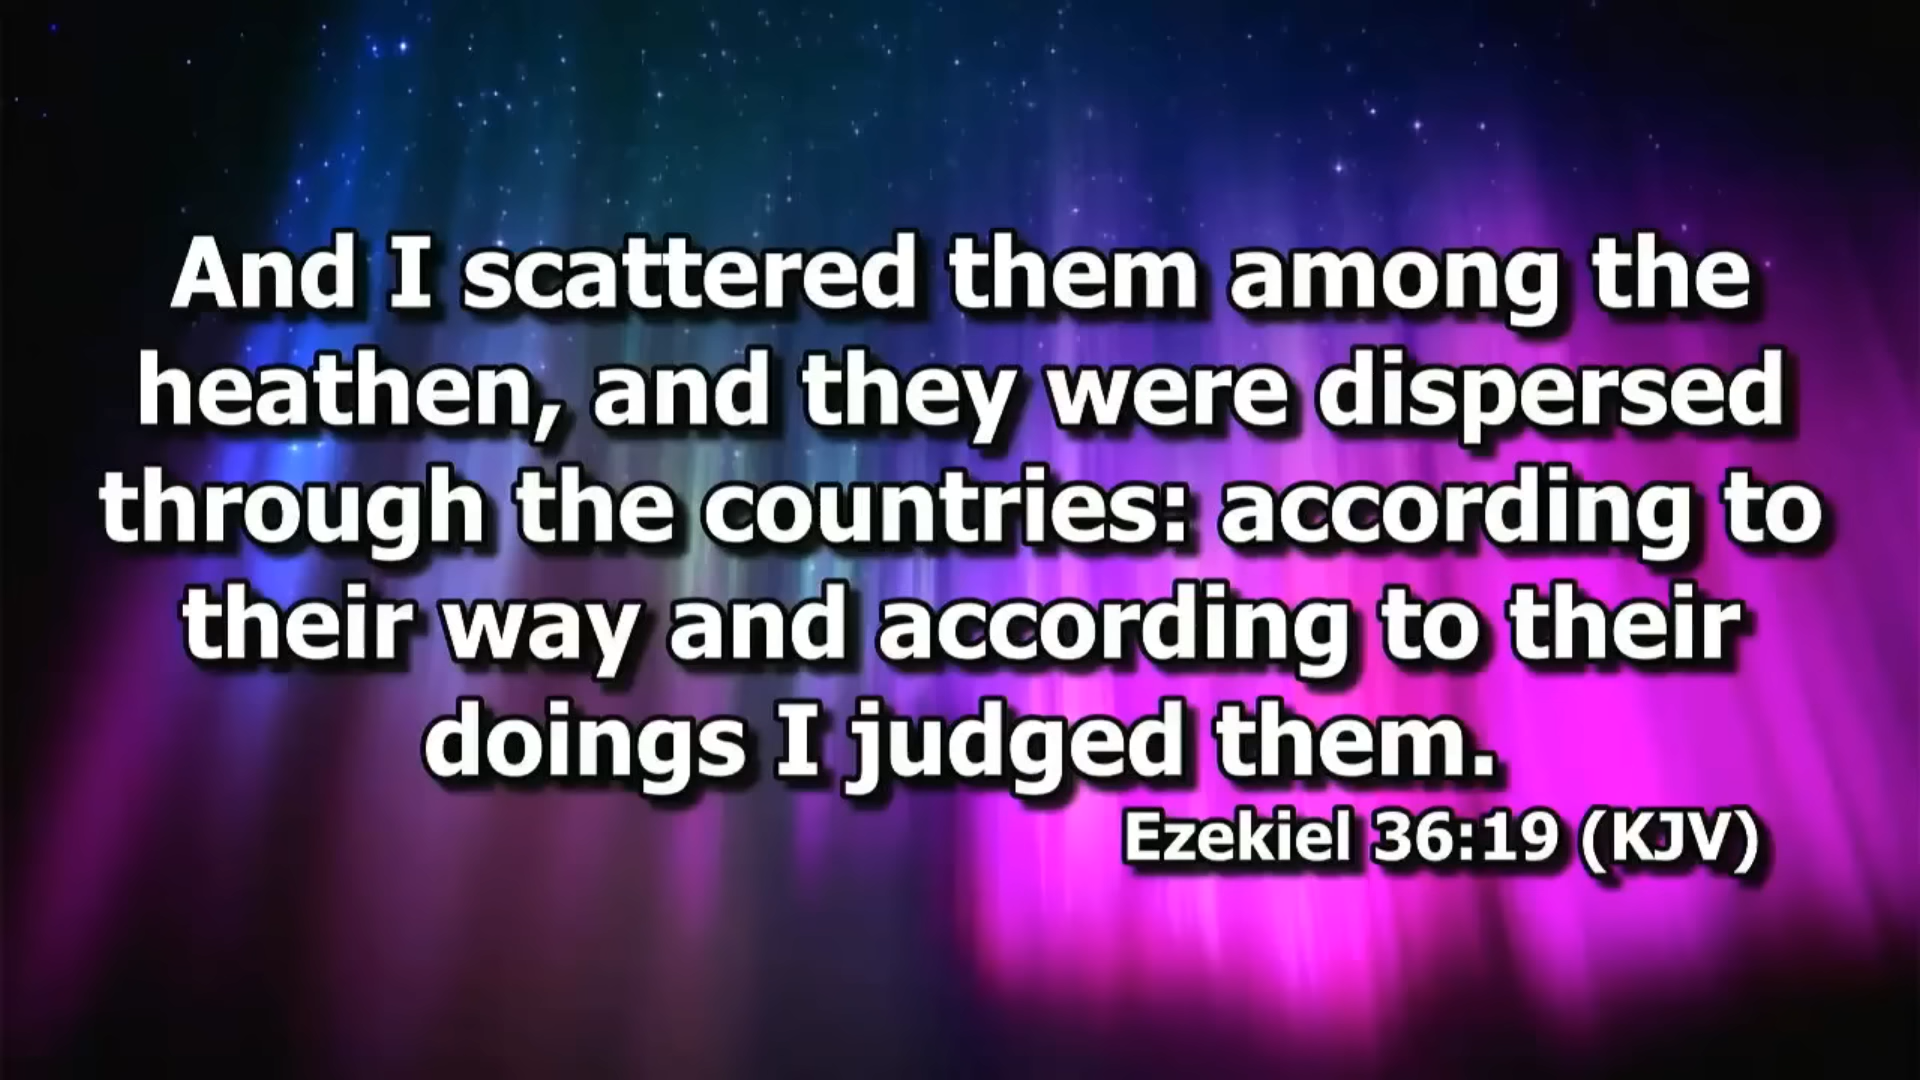 And I scattered them among the
heathen, and they were dispersed
through the countries: according to
their way and according to their
doings I judged them.
Ezekiel 36:19 (KJV)